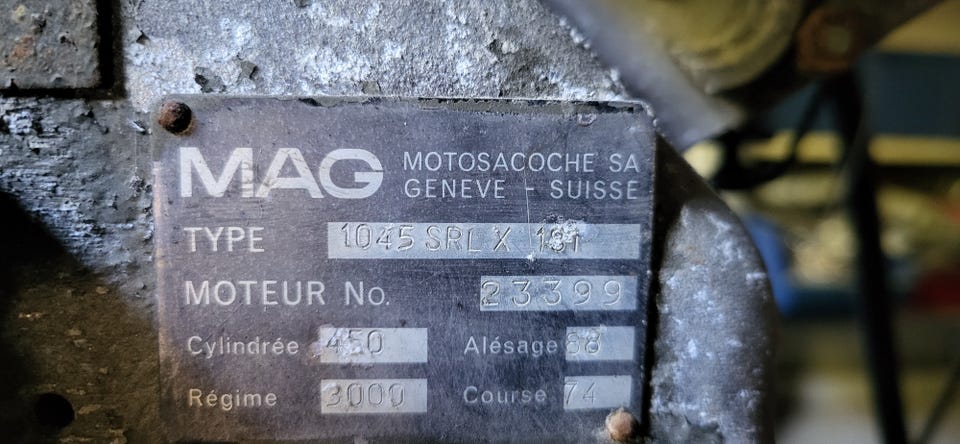 MAG
MOTOSACOCHE SA
GENEVE - SUISSE
TYPE 1045 SRL X
MOTEUR No. 23399
Cylindrée 450 Alésage 88
Régime 3000 Course 74